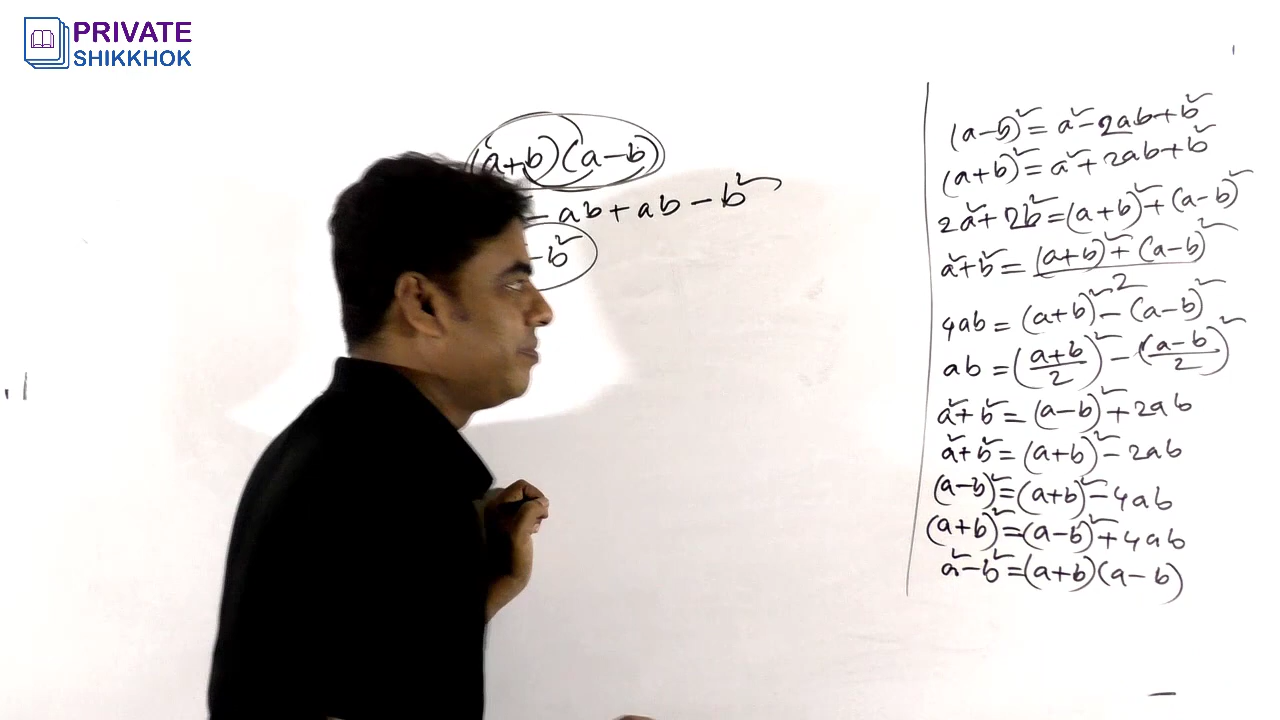 PRIVATE
SHIKKHOK
(a+b)(a-b)
- ab + ab - b²
- b²
(a-b)² = a² - 2ab + b²
(a+b)² = a² + 2ab + b²
2a² + 2b² = (a+b)² + (a-b)²
a² + b² = ((a+b)² + (a-b)²)/2
4ab = (a+b)² - (a-b)²
ab = ((a+b)/2)² - ((a-b)/2)²
a² + b² = (a-b)² + 2ab
a² + b² = (a+b)² - 2ab
(a-b)² = (a+b)² - 4ab
(a+b)² = (a-b)² + 4ab
a² - b² = (a+b)(a-b)